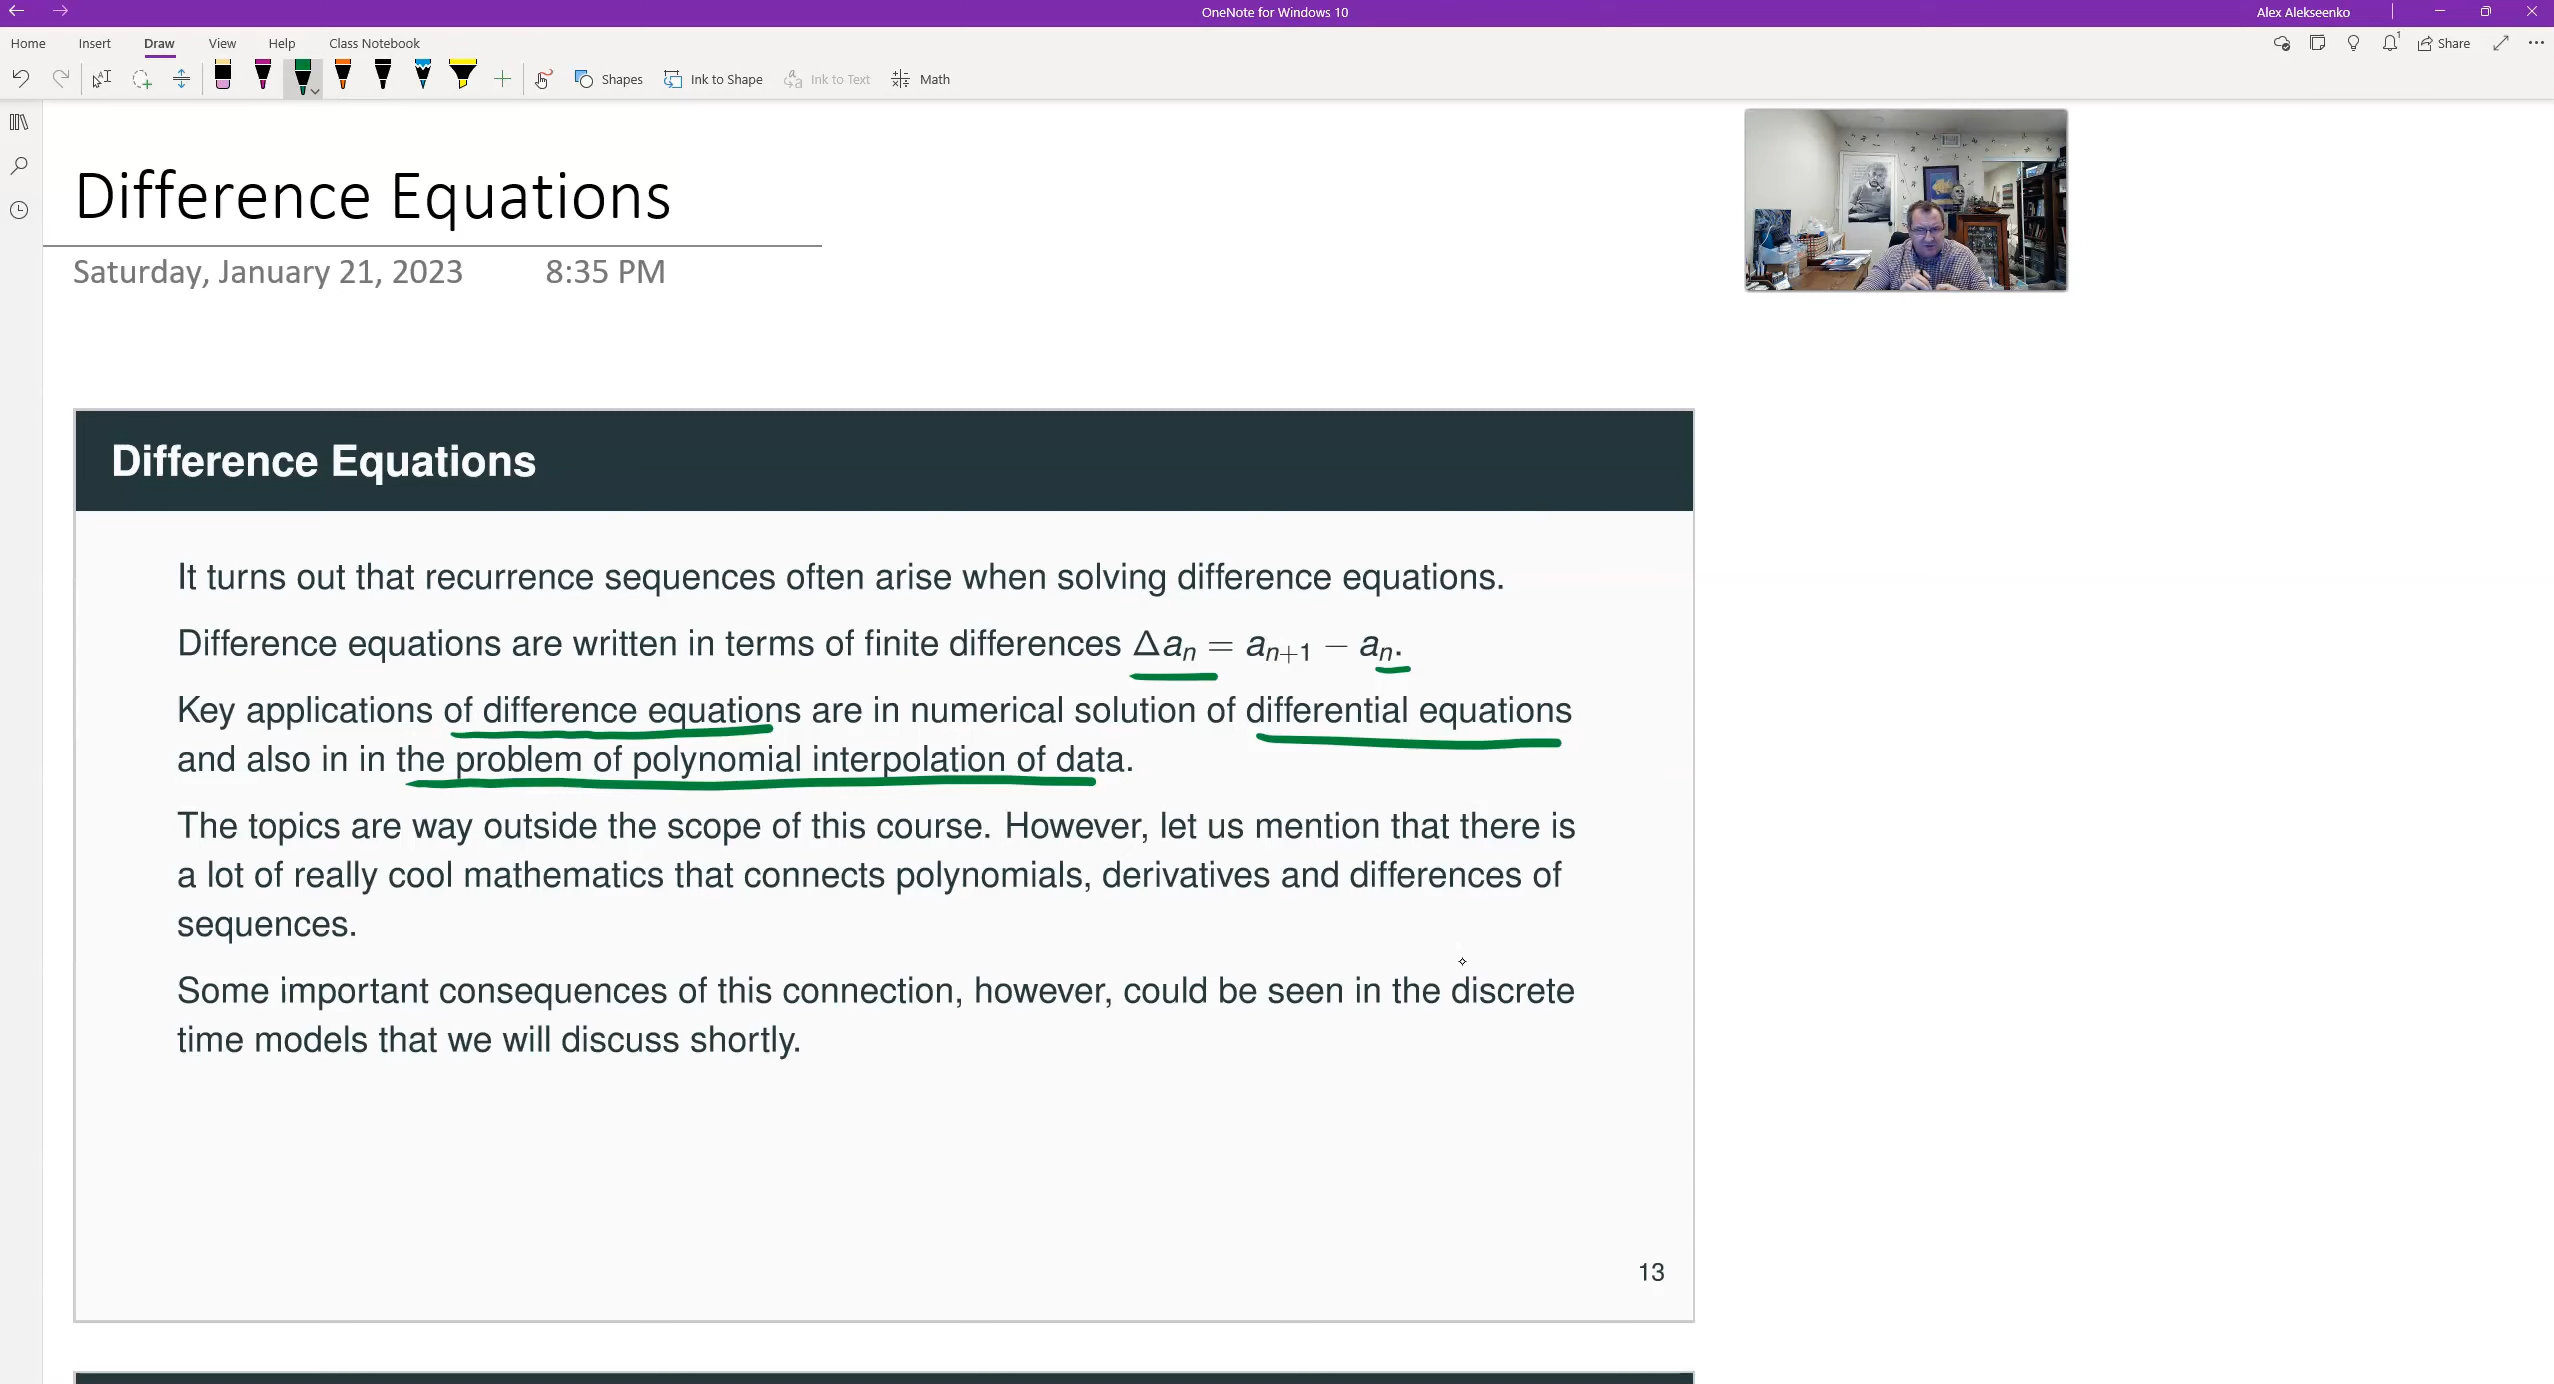 OneNote for Windows 10
Alex Alekseenko
Home Insert Draw View Help Class Notebook
1 Share
Shapes Ink to Shape Ink to Text Math
Difference Equations
Saturday, January 21, 2023 8:35 PM
Difference Equations
It turns out that recurrence sequences often arise when solving difference equations.
Difference equations are written in terms of finite differences Δaₙ = aₙ₊₁ − aₙ.
Key applications of difference equations are in numerical solution of differential equations
and also in in the problem of polynomial interpolation of data.
The topics are way outside the scope of this course. However, let us mention that there is
a lot of really cool mathematics that connects polynomials, derivatives and differences of
sequences.
Some important consequences of this connection, however, could be seen in the discrete
time models that we will discuss shortly.
13